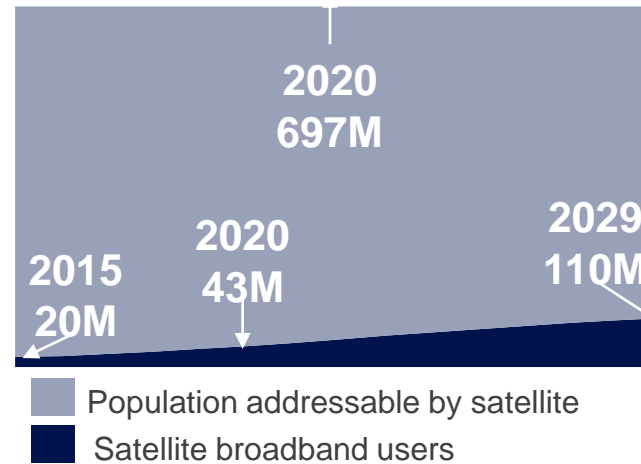 2020
697M
2020
43M
2029
110M
2015
20M
Population addressable by satellite
Satellite broadband users